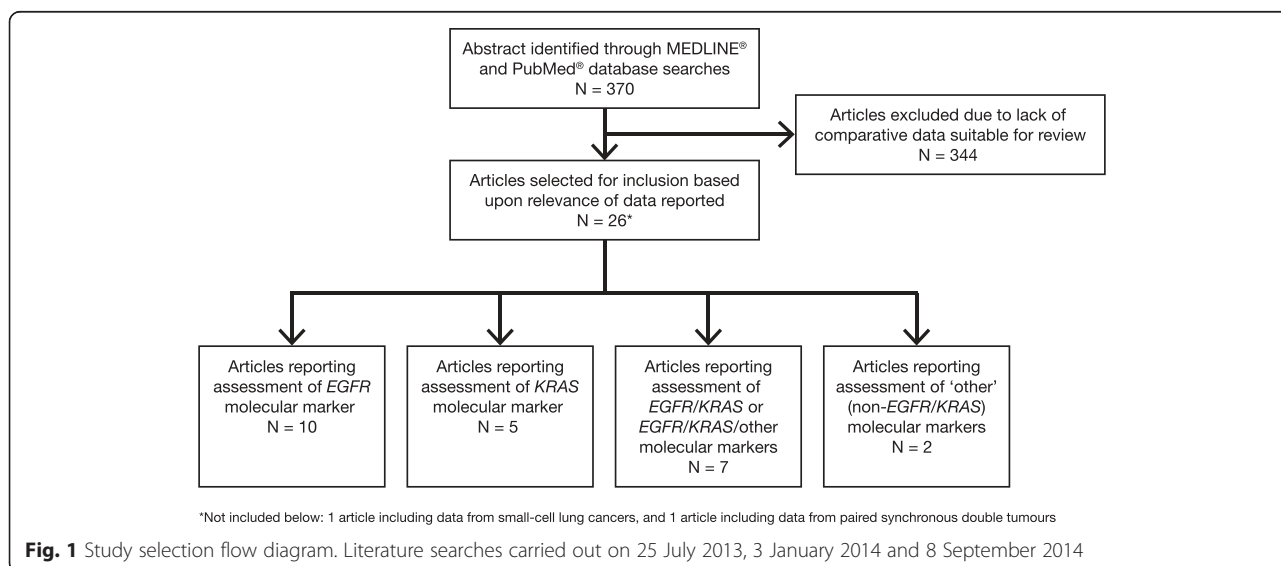 Abstract identified through MEDLINE®
and PubMed® database searches
N = 370
Articles excluded due to lack of
comparative data suitable for review
N = 344
Articles selected for inclusion based
upon relevance of data reported
N = 26*
Articles reporting
assessment of EGFR
molecular marker
N = 10
Articles reporting
assessment of KRAS
molecular marker
N = 5
Articles reporting
assessment of
EGFR/KRAS or
EGFR/KRAS/other
molecular markers
N = 7
Articles reporting
assessment of ‘other’
(non-EGFR/KRAS)
molecular markers
N = 2
*Not included below: 1 article including data from small-cell lung cancers, and 1 article including data from paired synchronous double tumours
Fig. 1 Study selection flow diagram. Literature searches carried out on 25 July 2013, 3 January 2014 and 8 September 2014